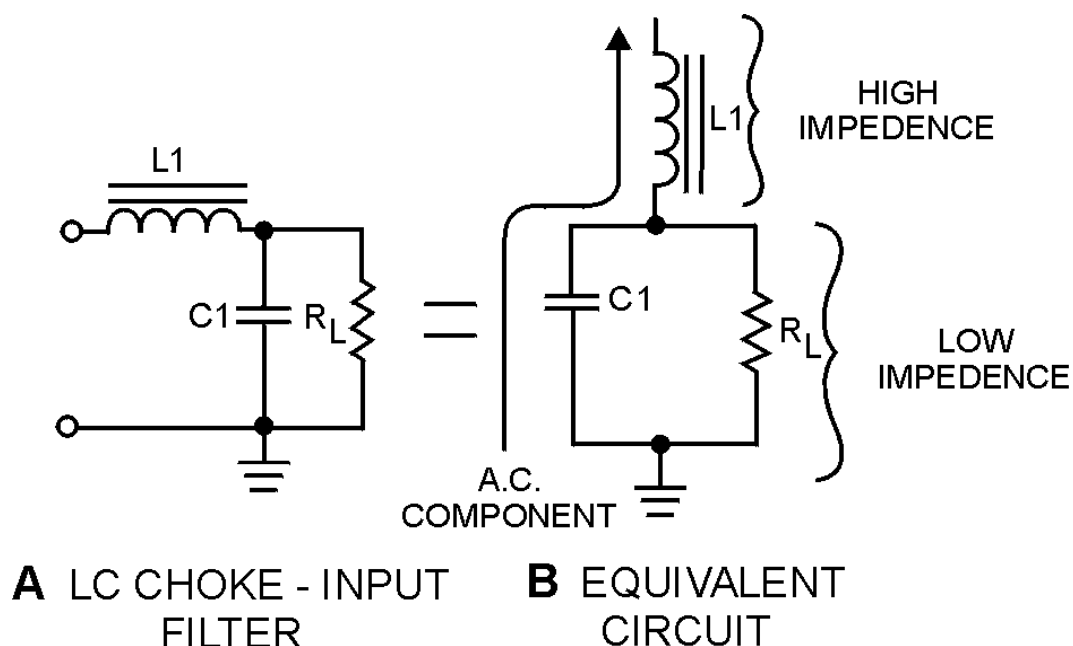 L1
C1
RL
=
L1
HIGH
IMPEDENCE
C1
RL
LOW
IMPEDENCE
A.C.
COMPONENT
A LC CHOKE - INPUT
FILTER
B EQUIVALENT
CIRCUIT